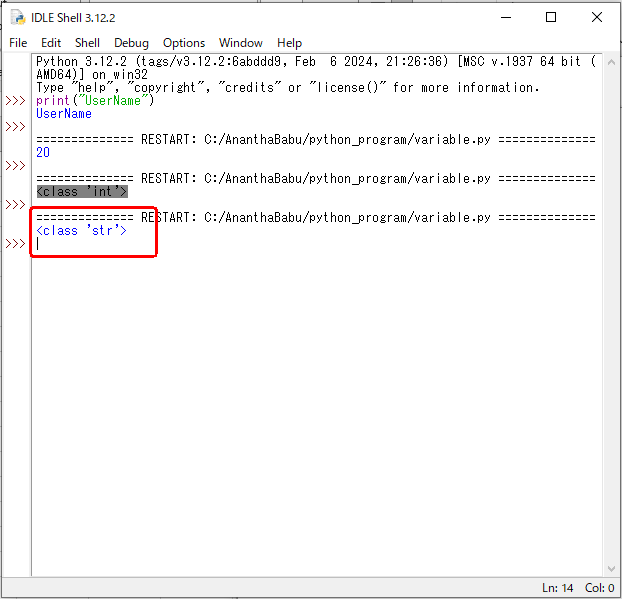 IDLE Shell 3.12.2
File Edit Shell Debug Options Window Help
Python 3.12.2 (tags/v3.12.2:6abddd9, Feb  6 2024, 21:26:36) [MSC v.1937 64 bit (
AMD64)] on win32
Type "help", "copyright", "credits" or "license()" for more information.
>>> print("UserName")
UserName
>>>
============== RESTART: C:/AnanthaBabu/python_program/variable.py ==============
20
>>>
============== RESTART: C:/AnanthaBabu/python_program/variable.py ==============
<class 'int'>
>>>
============== RESTART: C:/AnanthaBabu/python_program/variable.py ==============
<class 'str'>
>>>
Ln: 14 Col: 0